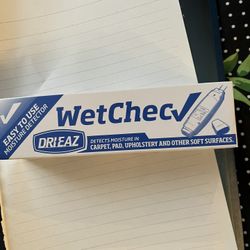 EASY TO USE
MOISTURE DETECTOR
WetChec
DRI-EAZ
DETECTS MOISTURE IN
CARPET, PAD, UPHOLSTERY AND OTHER SOFT SURFACES.